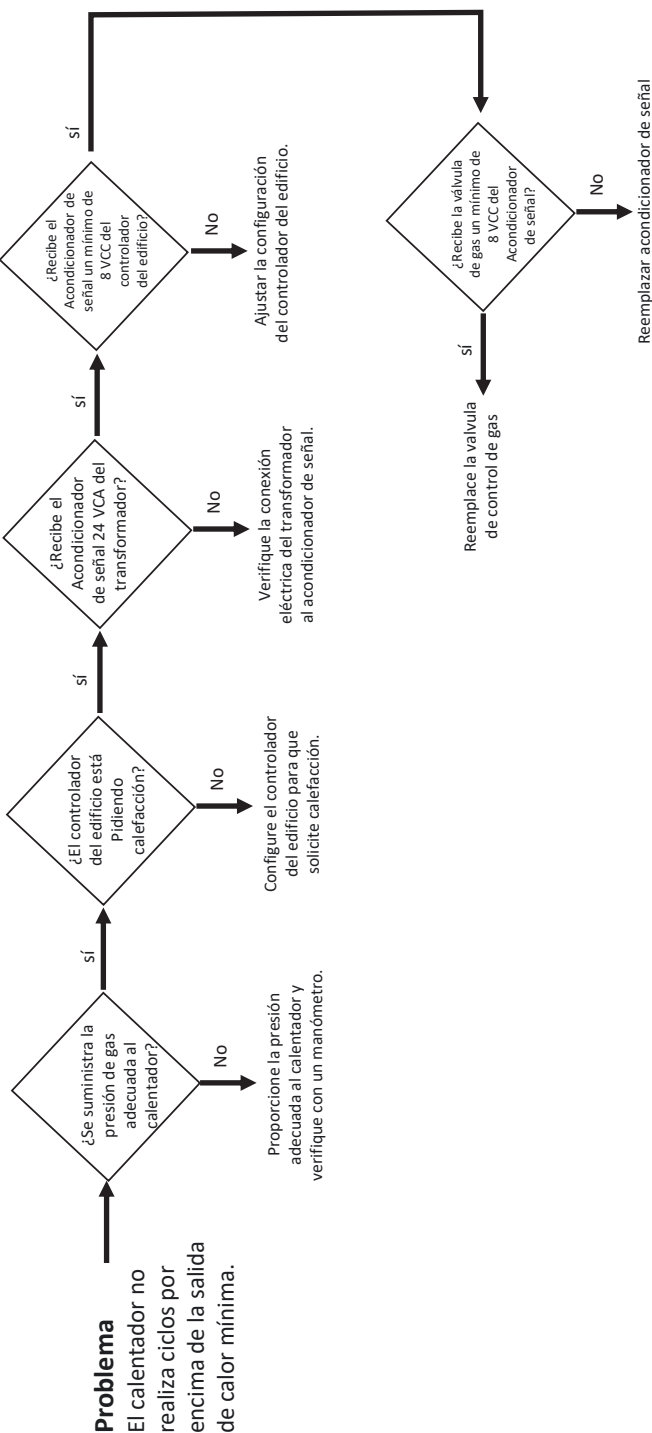 Problema
El calentador no
realiza ciclos por
encima de la salida
de calor mínima.
¿Se suministra la
presión de gas
adecuada al
calentador?
sí
No
Proporcione la presión
adecuada al calentador y
verifique con un manómetro.
¿El controlador
del edificio está
Pidiendo
calefacción?
sí
No
Configure el controlador
del edificio para que
solicite calefacción.
¿Recibe el
Acondicionador
de señal 24 VCA del
transformador?
sí
No
Verifique la conexión
eléctrica del transformador
al acondicionador de señal.
¿Recibe el
Acondicionador de
señal un mínimo de
8 VCC del
controlador
del edificio?
sí
No
Ajustar la configuración
del controlador del edificio.
¿Recibe la válvula
de gas un mínimo de
8 VCC del
Acondicionador
de señal?
sí
Reemplace la valvula
de control de gas
No
Reemplazar acondicionador de señal